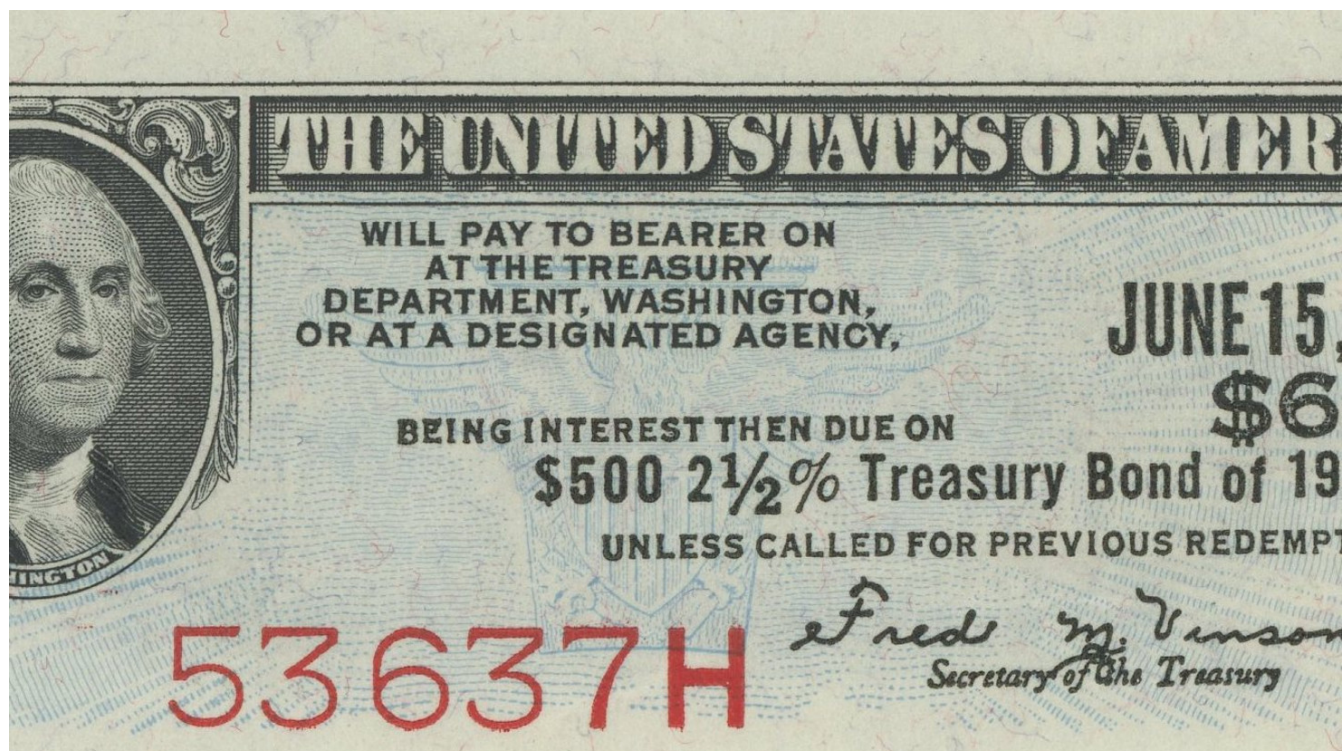 THE UNITED STATES OF AMER
WILL PAY TO BEARER ON
AT THE TREASURY
DEPARTMENT, WASHINGTON,
OR AT A DESIGNATED AGENCY,
JUNE 15,
$6
BEING INTEREST THEN DUE ON
$500 2½% Treasury Bond of 19
UNLESS CALLED FOR PREVIOUS REDEMPT
HINGTON
53637H
Fred M. Vinson
Secretary of the Treasury